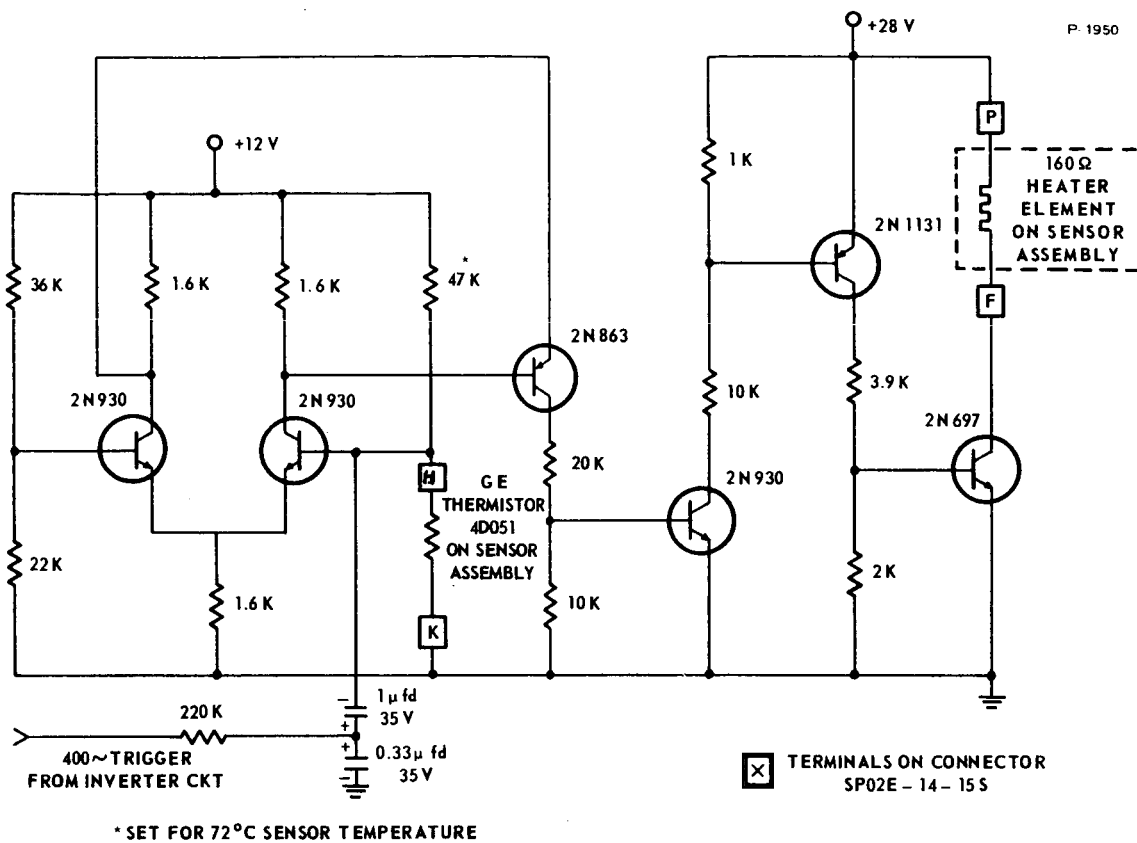 +28 V
P-1950
+12 V
1 K
P
160 Ω
HEATER
ELEMENT
ON SENSOR
ASSEMBLY
2N 1131
36 K
1.6 K
1.6 K
*
47 K
F
2N 863
2N 930
2N 930
3.9 K
10 K
2N 697
20 K
H
G E
THERMISTOR
4D051
ON SENSOR
ASSEMBLY
2N 930
22 K
1.6 K
K
10 K
2 K
− 1 μ fd
35 V
+
220 K
400~TRIGGER
FROM INVERTER CKT
+ 0.33 μ fd
− 35 V
X TERMINALS ON CONNECTOR
SP02E – 14 – 15 S
* SET FOR 72°C SENSOR TEMPERATURE